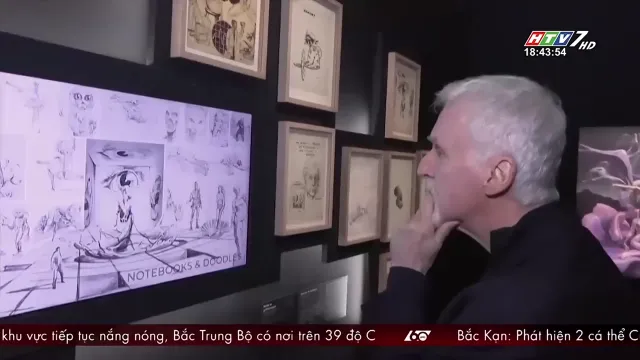 HTV7 HD
18:43:54
NOTEBOOKS & DOODLES
khu vực tiếp tục nắng nóng, Bắc Trung Bộ có nơi trên 39 độ C
60
Bắc Kạn: Phát hiện 2 cá thể C